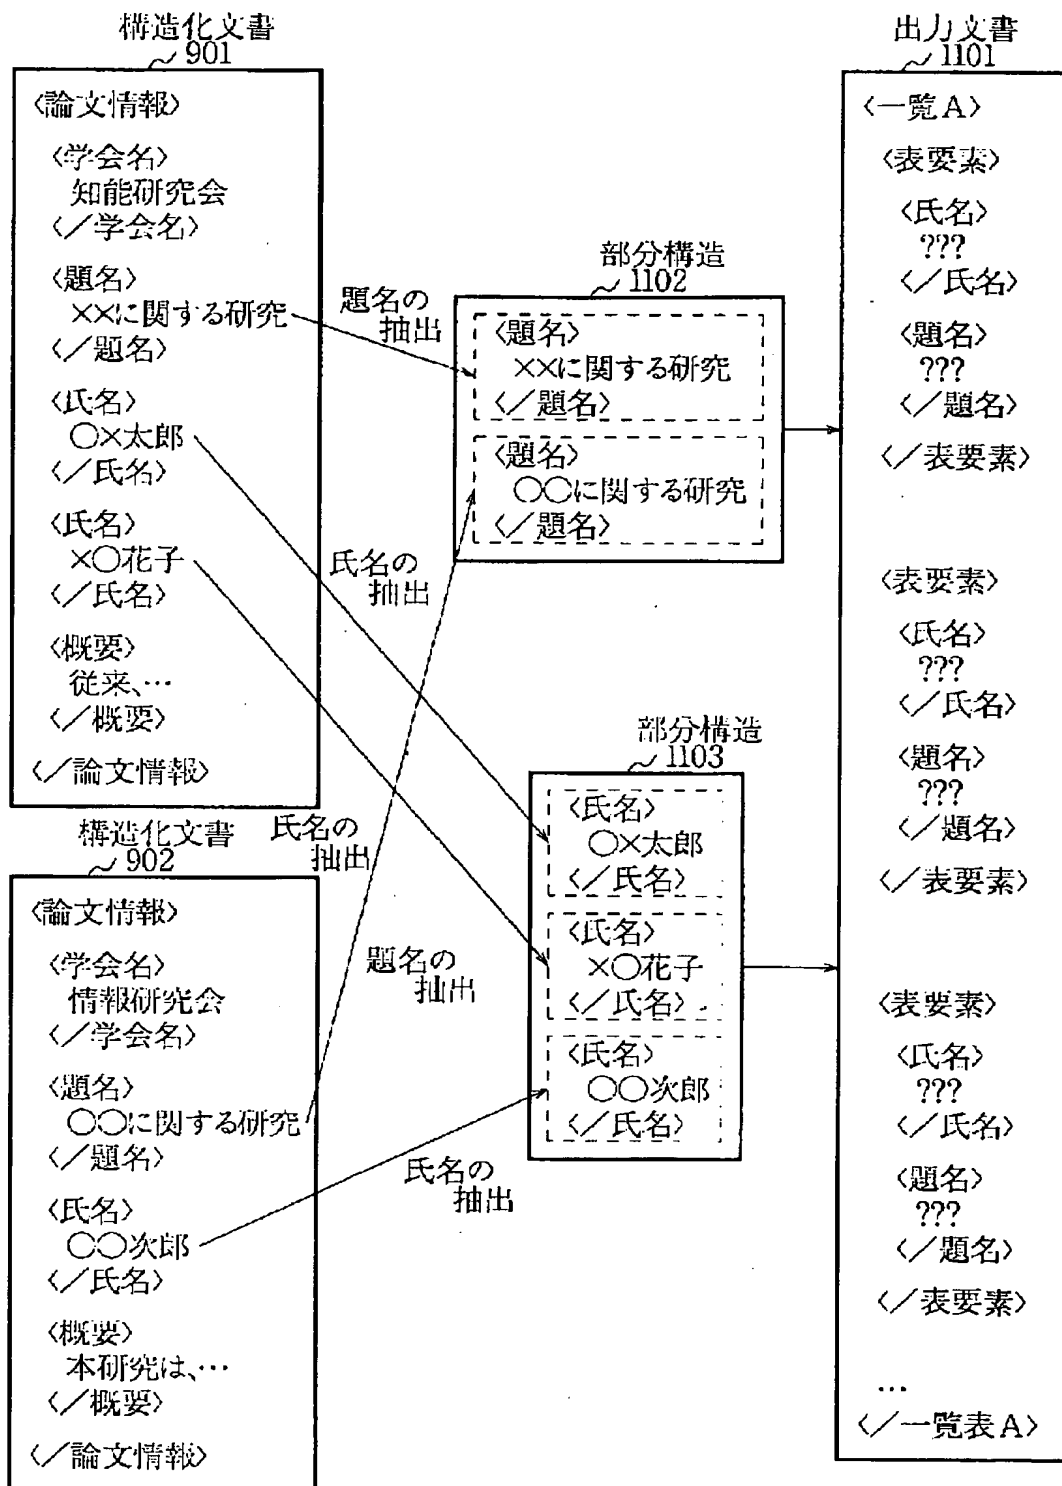 構造化文書
901
〈論文情報〉
〈学会名〉
知能研究会
〈/学会名〉
〈題名〉
××に関する研究
〈/題名〉
〈氏名〉
○×太郎
〈/氏名〉
〈氏名〉
×○花子
〈/氏名〉
〈概要〉
従来、…
〈/概要〉
〈/論文情報〉
構造化文書
902
〈論文情報〉
〈学会名〉
情報研究会
〈/学会名〉
〈題名〉
○○に関する研究
〈/題名〉
〈氏名〉
○○次郎
〈/氏名〉
〈概要〉
本研究は、…
〈/概要〉
〈/論文情報〉
題名の
抽出
氏名の
抽出
氏名の
抽出
題名の
抽出
氏名の
抽出
部分構造
1102
〈題名〉
××に関する研究
〈/題名〉
〈題名〉
○○に関する研究
〈/題名〉
部分構造
1103
〈氏名〉
○×太郎
〈/氏名〉
〈氏名〉
×○花子
〈/氏名〉
〈氏名〉
○○次郎
〈/氏名〉
出力文書
1101
〈一覧A〉
〈表要素〉
〈氏名〉
???
〈/氏名〉
〈題名〉
???
〈/題名〉
〈/表要素〉
〈表要素〉
〈氏名〉
???
〈/氏名〉
〈題名〉
???
〈/題名〉
〈/表要素〉
〈表要素〉
〈氏名〉
???
〈/氏名〉
〈題名〉
???
〈/題名〉
〈/表要素〉
…
〈/一覧表A〉